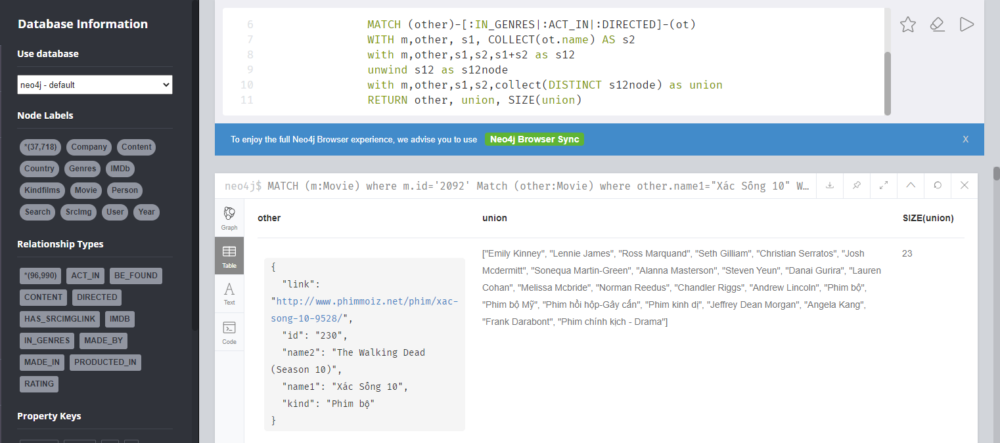 Database Information
Use database
neo4j - default
Node Labels
*(37,718) Company Content
Country Genres IMDb
Kindfilms Movie Person
Search SrcImg User Year
Relationship Types
*(96,990) ACT_IN BE_FOUND
CONTENT DIRECTED
HAS_SRCIMGLINK IMDB
IN_GENRES MADE_BY
MADE_IN PRODUCTED_IN
RATING
Property Keys
6 MATCH (other)-[:IN_GENRES|:ACT_IN|:DIRECTED]-(ot)
7 WITH m,other, s1, COLLECT(ot.name) AS s2
8 with m,other,s1,s2,s1+s2 as s12
9 unwind s12 as s12node
10 with m,other,s1,s2,collect(DISTINCT s12node) as union
11 RETURN other, union, SIZE(union)
To enjoy the full Neo4j Browser experience, we advise you to use Neo4j Browser Sync X
neo4j$ MATCH (m:Movie) where m.id='2092' Match (other:Movie) where other.name1="Xác Sống 10" W…
Graph
Table
Text
Code
other union SIZE(union)
{
"link":
"http://www.phimmoiz.net/phim/xac-
song-10-9528/",
"id": "230",
"name2": "The Walking Dead
(Season 10)",
"name1": "Xác Sống 10",
"kind": "Phim bộ"
}
["Emily Kinney", "Lennie James", "Ross Marquand", "Seth Gilliam", "Christian Serratos", "Josh
Mcdermitt", "Sonequa Martin-Green", "Alanna Masterson", "Steven Yeun", "Danai Gurira", "Lauren
Cohan", "Melissa Mcbride", "Norman Reedus", "Chandler Riggs", "Andrew Lincoln", "Phim bộ",
"Phim bộ Mỹ", "Phim hồi hộp-Gây cấn", "Phim kinh dị", "Jeffrey Dean Morgan", "Angela Kang",
"Frank Darabont", "Phim chính kịch - Drama"]
23